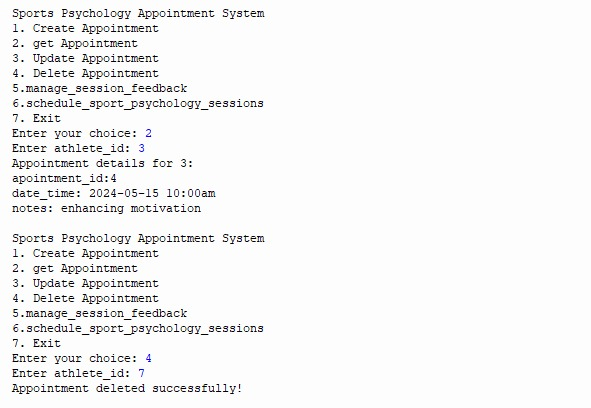 Sports Psychology Appointment System
1. Create Appointment
2. get Appointment
3. Update Appointment
4. Delete Appointment
5.manage_session_feedback
6.schedule_sport_psychology_sessions
7. Exit
Enter your choice: 2
Enter athlete_id: 3
Appointment details for 3:
apointment_id:4
date_time: 2024-05-15 10:00am
notes: enhancing motivation
Sports Psychology Appointment System
1. Create Appointment
2. get Appointment
3. Update Appointment
4. Delete Appointment
5.manage_session_feedback
6.schedule_sport_psychology_sessions
7. Exit
Enter your choice: 4
Enter athlete_id: 7
Appointment deleted successfully!